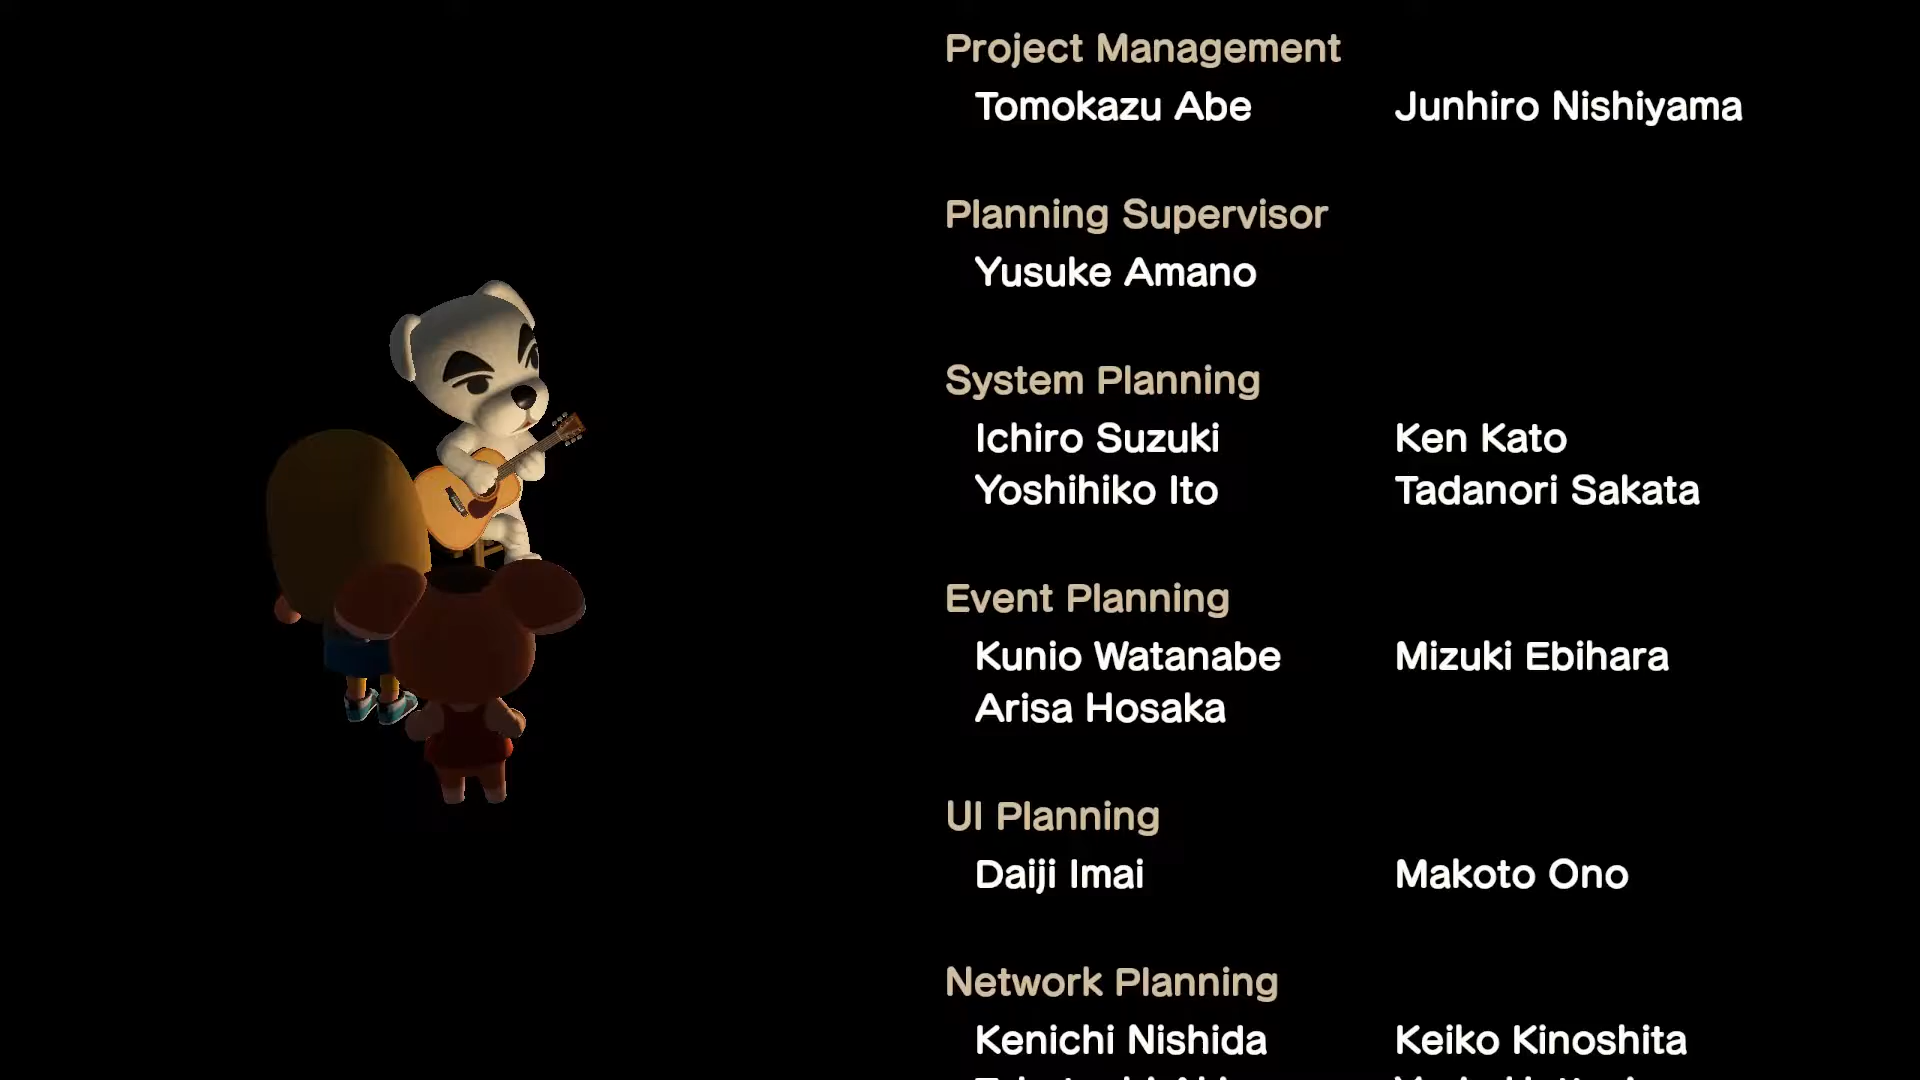 Project Management
Tomokazu Abe Junhiro Nishiyama
Planning Supervisor
Yusuke Amano
System Planning
Ichiro Suzuki Ken Kato
Yoshihiko Ito Tadanori Sakata
Event Planning
Kunio Watanabe Mizuki Ebihara
Arisa Hosaka
UI Planning
Daiji Imai Makoto Ono
Network Planning
Kenichi Nishida Keiko Kinoshita